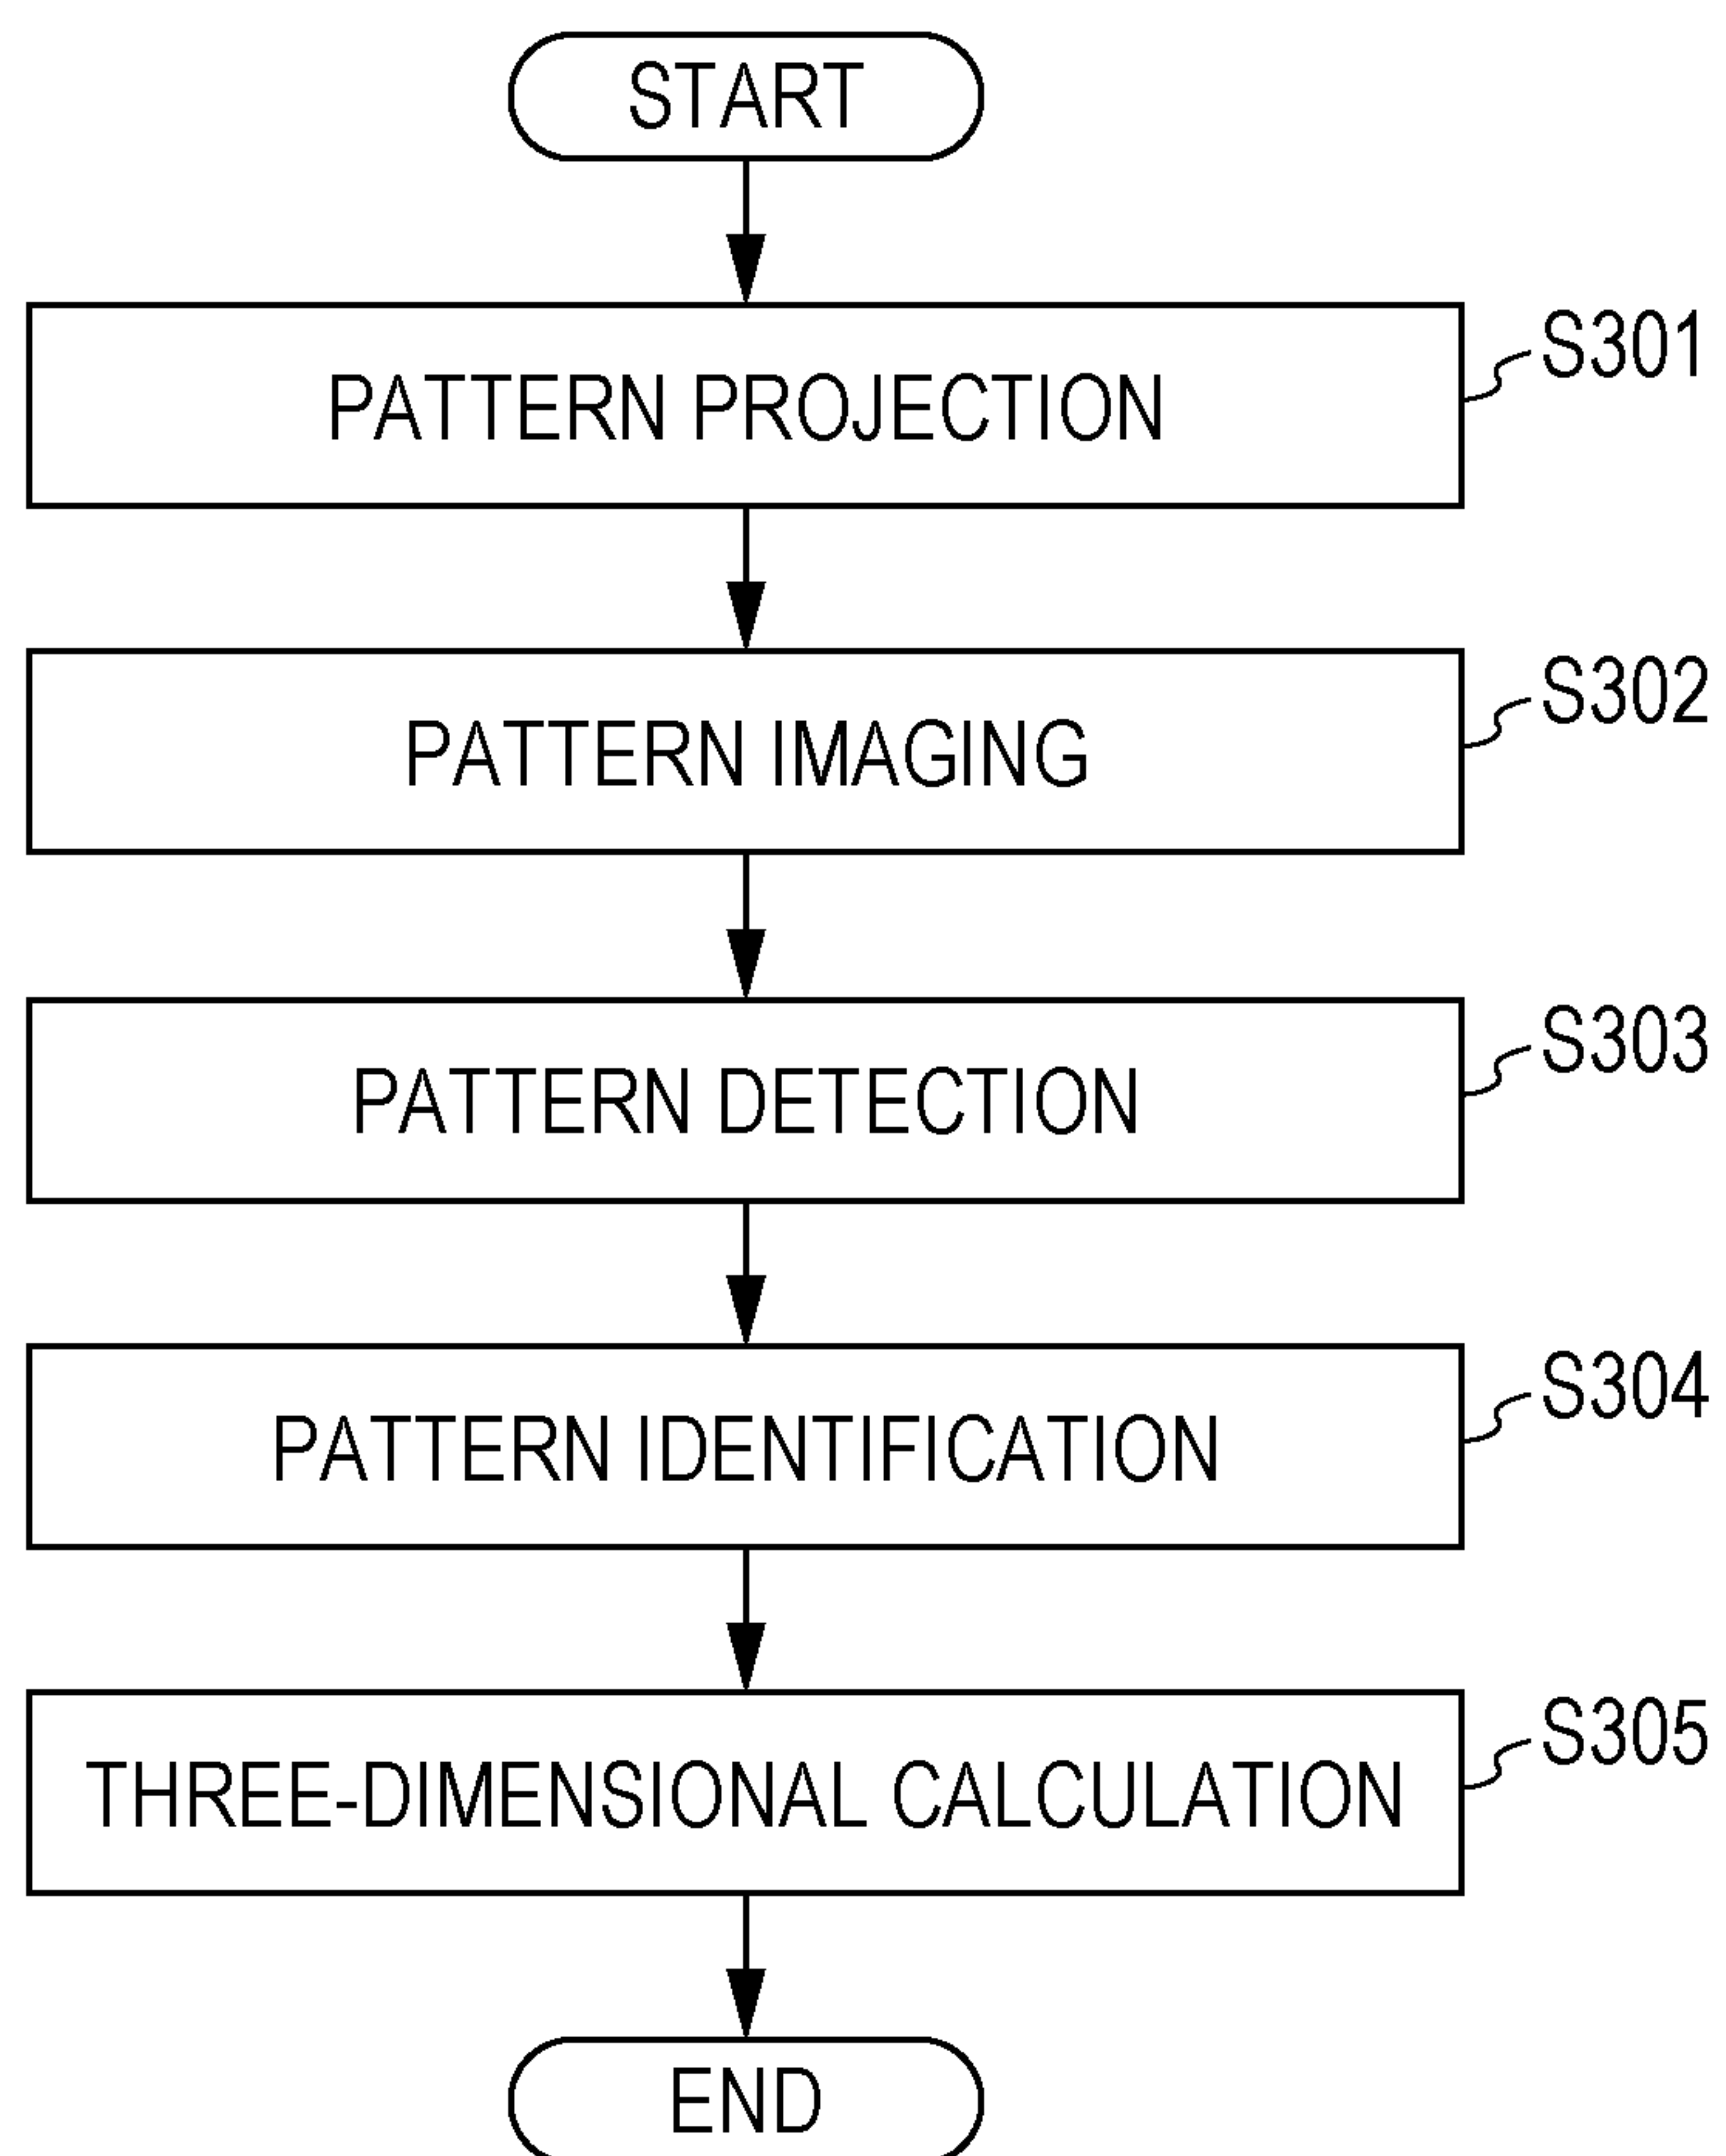 START
PATTERN PROJECTION
S301
PATTERN IMAGING
S302
PATTERN DETECTION
S303
PATTERN IDENTIFICATION
S304
THREE-DIMENSIONAL CALCULATION
S305
END